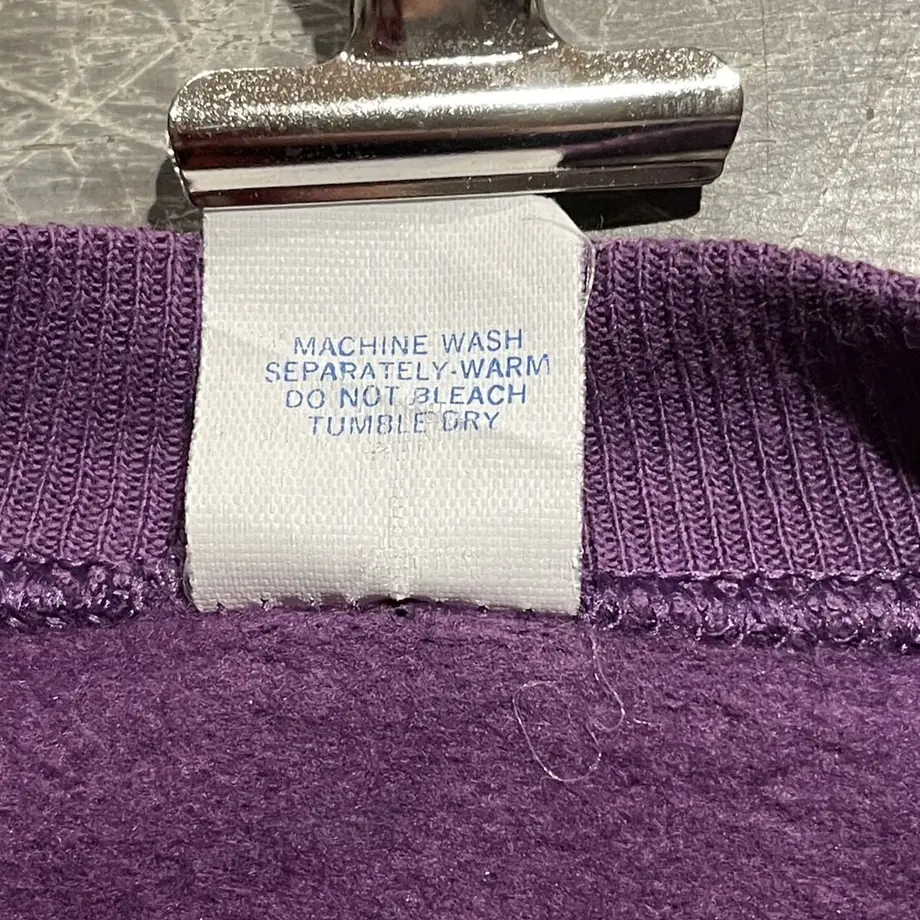 MACHINE WASH
SEPARATELY-WARM
DO NOT BLEACH
TUMBLE DRY